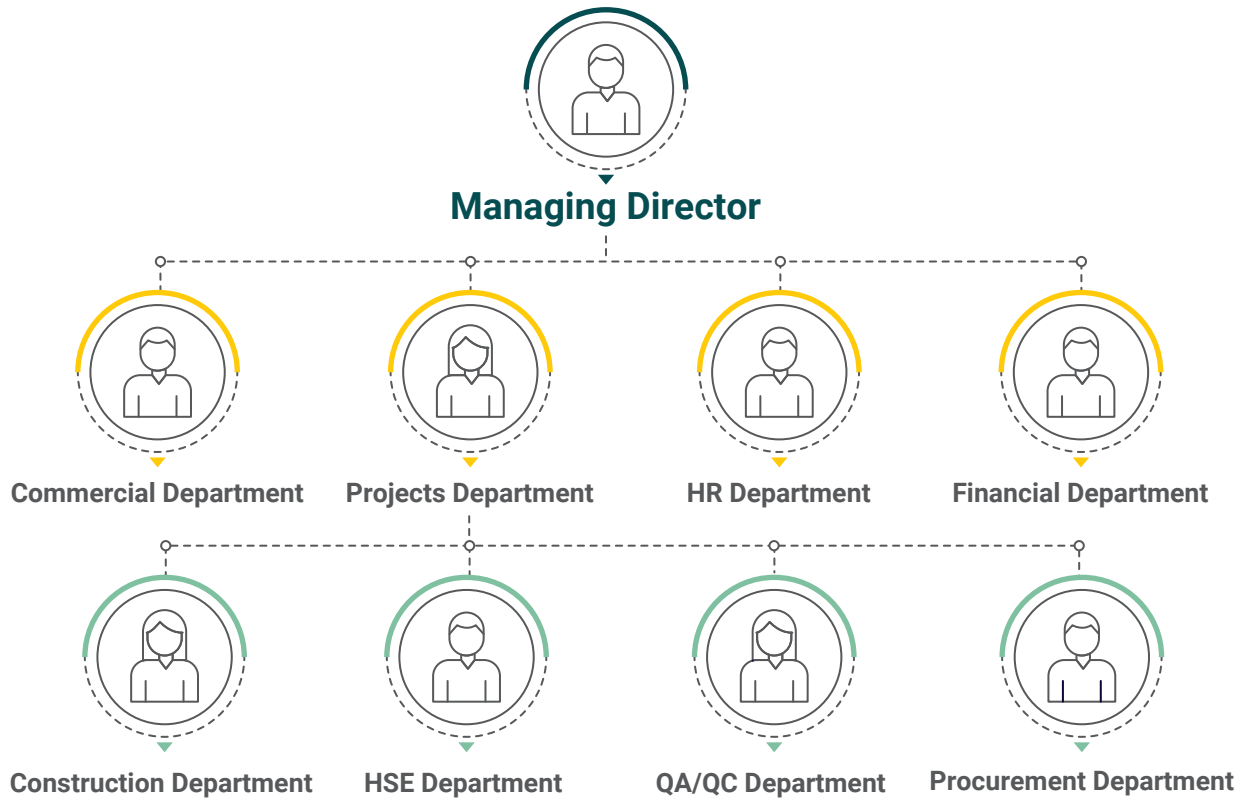 Managing Director
Commercial Department
Projects Department
HR Department
Financial Department
Construction Department
HSE Department
QA/QC Department
Procurement Department